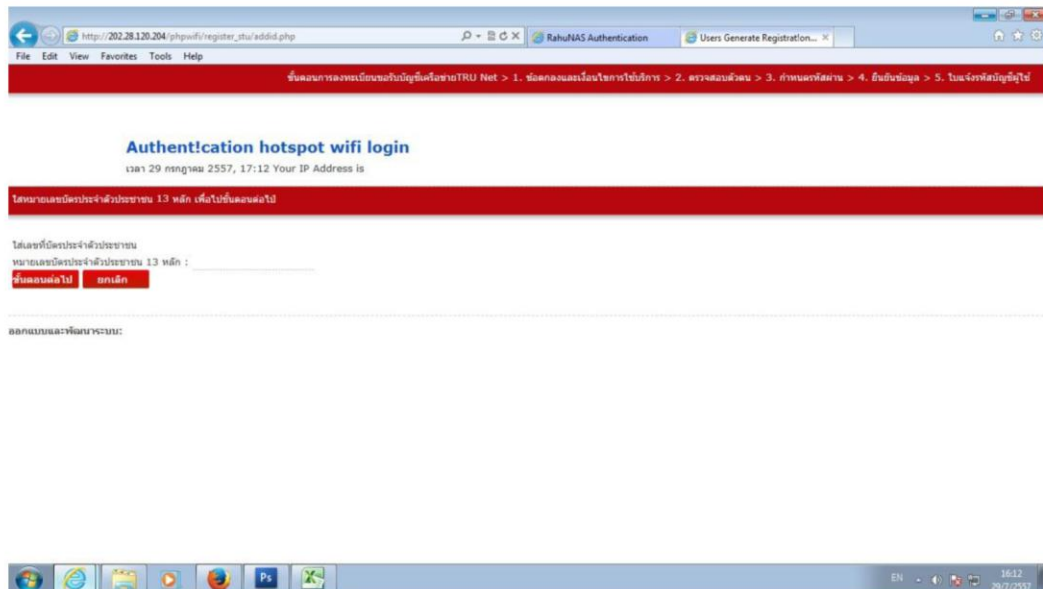 http://202.28.120.204/phpwifi/register_stu/addid.php
RahuNAS Authentication
Users Generate Registration...
File Edit View Favorites Tools Help
ขั้นตอนการลงทะเบียนขอรับบัญชีเครือข่ายTRU Net > 1. ข้อตกลงและเงื่อนไขการใช้บริการ > 2. ตรวจสอบตัวตน > 3. กำหนดรหัสผ่าน > 4. ยืนยันข้อมูล > 5. ใบแจ้งรหัสบัญชีผู้ใช้
Authent!cation hotspot wifi login
เวลา 29 กรกฎาคม 2557, 17:12 Your IP Address is
ใส่หมายเลขบัตรประจำตัวประชาชน 13 หลัก เพื่อไปขั้นตอนต่อไป
ใส่เลขที่บัตรประจำตัวประชาชน
หมายเลขบัตรประจำตัวประชาชน 13 หลัก :
ขั้นตอนต่อไป ยกเลิก
ออกแบบและพัฒนาระบบ:
Ps
EN
16:12
29/7/2557